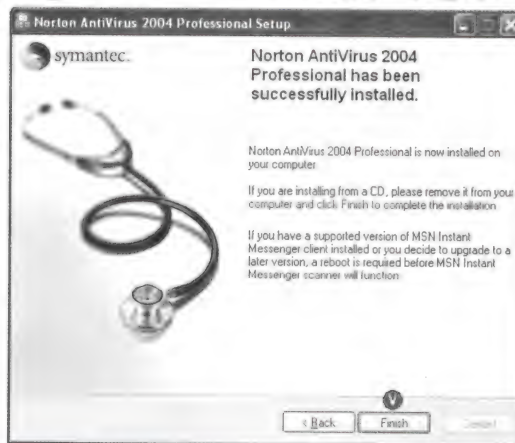 Norton AntiVirus 2004 Professional Setup
symantec.
Norton AntiVirus 2004
Professional has been
successfully installed.
Norton AntiVirus 2004 Professional is now installed on
your computer.
If you are installing from a CD, please remove it from your
computer and click Finish to complete the installation.
If you have a supported version of MSN Instant
Messenger client installed or you decide to upgrade to a
later version, a reboot is required before MSN Instant
Messenger scanner will function.
V
< Back Finish Cancel